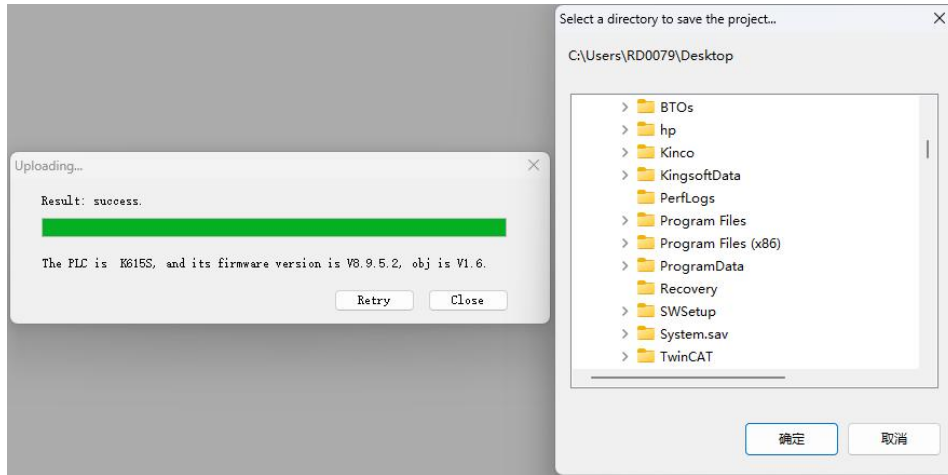 Uploading...
Result: success.
The PLC is K615S, and its firmware version is V8.9.5.2, obj is V1.6.
Retry
Close
Select a directory to save the project...
C:\Users\RD0079\Desktop
BTOs
hp
Kinco
KingsoftData
PerfLogs
Program Files
Program Files (x86)
ProgramData
Recovery
SWSetup
System.sav
TwinCAT
确定
取消